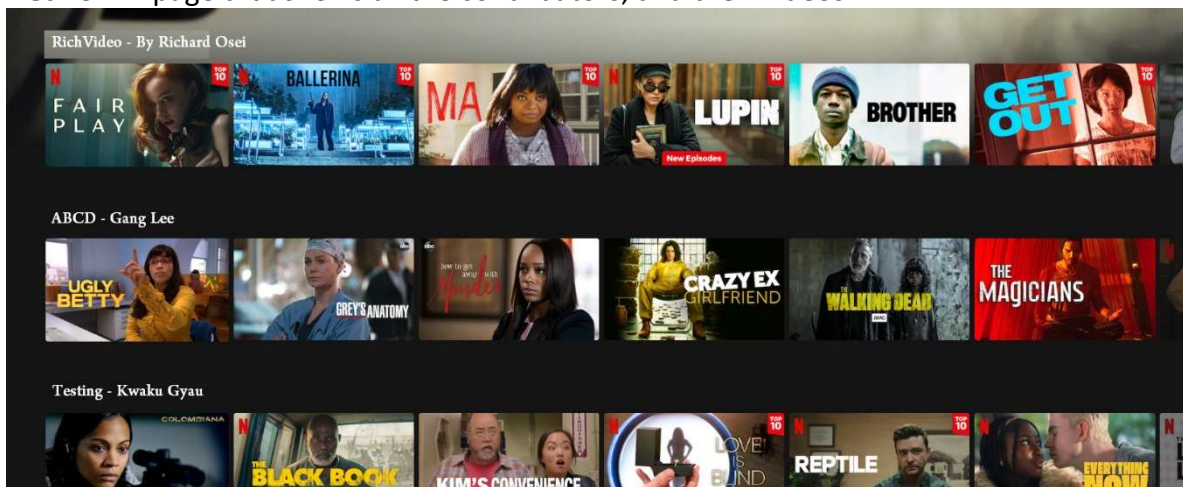 RichVideo - By Richard Osei
FAIR PLAY
TOP 10
BALLERINA
TOP 10
MA
TOP 10
LUPIN
TOP 10
New Episodes
BROTHER
GET OUT
TOP 10
ABCD - Gang Lee
UGLY BETTY
GREY'S ANATOMY
abc
abc
how to get away with Murder
CRAZY EX GIRLFRIEND
THE WALKING DEAD
AMC
THE MAGICIANS
Testing - Kwaku Gyau
COLOMBIANA
THE BLACK BOOK
KIM'S CONVENIENCE
LOVE IS BLIND
TOP 10
REPTILE
TOP 10
EVERYTHING NOW